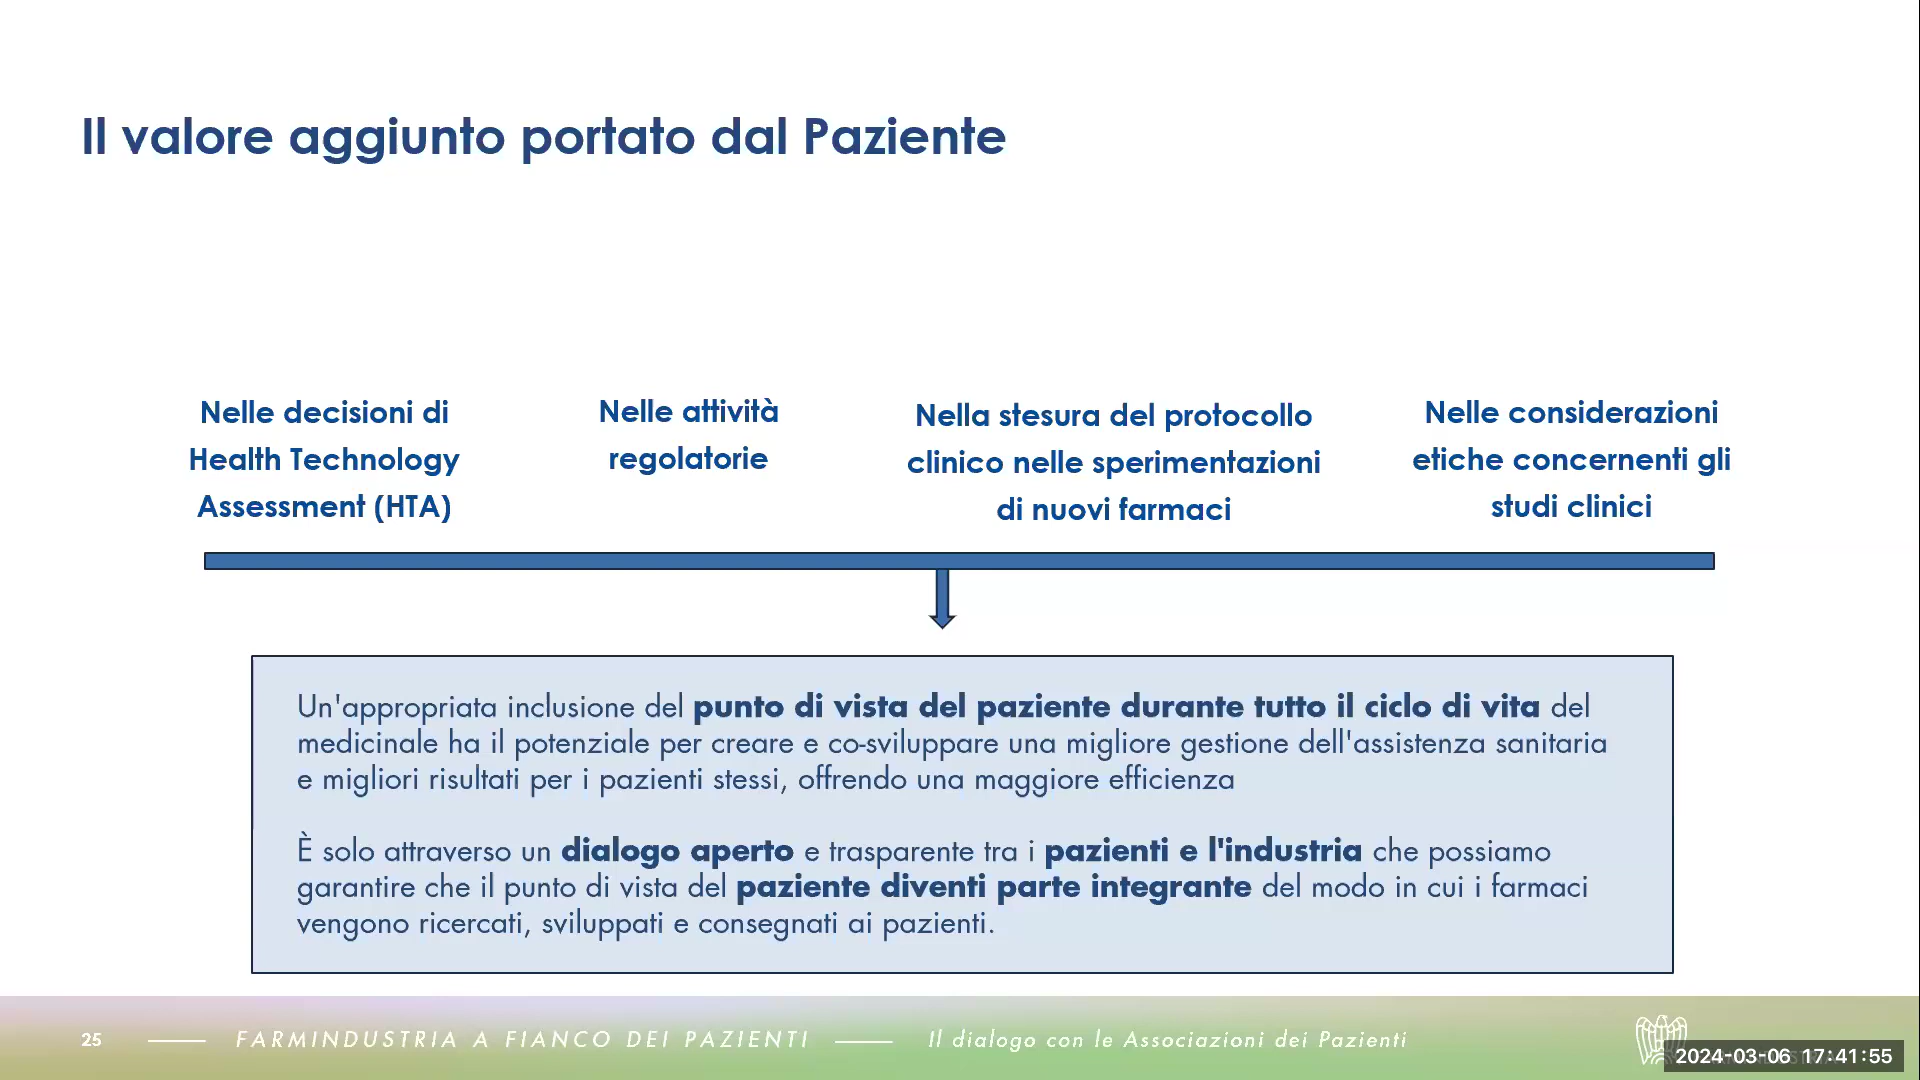 Il valore aggiunto portato dal Paziente
Nelle decisioni di
Health Technology
Assessment (HTA)
Nelle attività
regolatorie
Nella stesura del protocollo
clinico nelle sperimentazioni
di nuovi farmaci
Nelle considerazioni
etiche concernenti gli
studi clinici
Un'appropriata inclusione del punto di vista del paziente durante tutto il ciclo di vita del
medicinale ha il potenziale per creare e co-sviluppare una migliore gestione dell'assistenza sanitaria
e migliori risultati per i pazienti stessi, offrendo una maggiore efficienza
È solo attraverso un dialogo aperto e trasparente tra i pazienti e l'industria che possiamo
garantire che il punto di vista del paziente diventi parte integrante del modo in cui i farmaci
vengono ricercati, sviluppati e consegnati ai pazienti.
25 FARMINDUSTRIA A FIANCO DEI PAZIENTI Il dialogo con le Associazioni dei Pazienti
2024-03-06 17:41:55